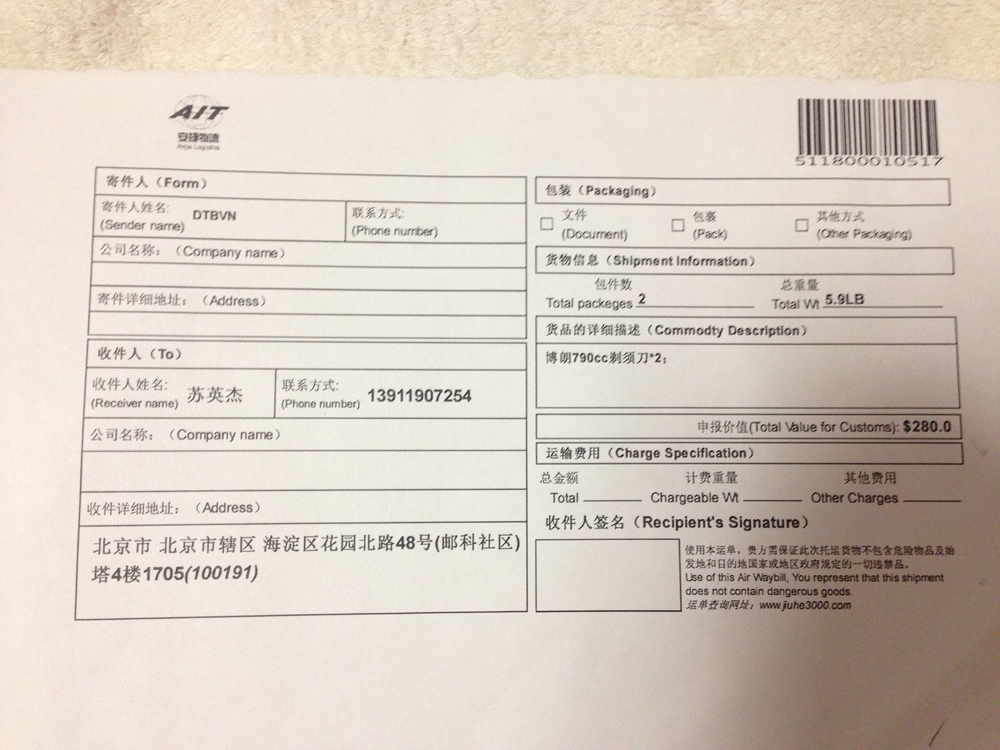 AIT
安球物流
Anjie Logistics
511800010517
寄件人（Form）
寄件人姓名:
(Sender name)
DTBVN
联系方式:
(Phone number)
公司名称：（Company name）
寄件详细地址：（Address）
收件人（To）
收件人姓名:
(Receiver name)
苏英杰
联系方式:
(Phone number)
13911907254
公司名称：（Company name）
收件详细地址：（Address）
北京市 北京市辖区 海淀区花园北路48号(邮科社区)
塔4楼1705(100191)
包装（Packaging）
文件
(Document)
包裹
(Pack)
其他方式
(Other Packaging)
货物信息（Shipment Information）
包件数
Total packeges 2
总重量
Total Wt 5.9LB
货品的详细描述（Commodty Description）
博朗790cc剃须刀*2;
申报价值(Total Value for Customs): $280.0
运输费用（Charge Specification）
总金额 计费重量 其他费用
Total Chargeable Wt Other Charges
收件人签名（Recipient's Signature）
使用本运单，贵方需保证此次托运货物不包含危险物品及始
发地和目的地国家或地区政府规定的一切违禁品。
Use of this Air Waybill, You represent that this shipment
does not contain dangerous goods.
运单查询网址：www.jiuhe3000.com